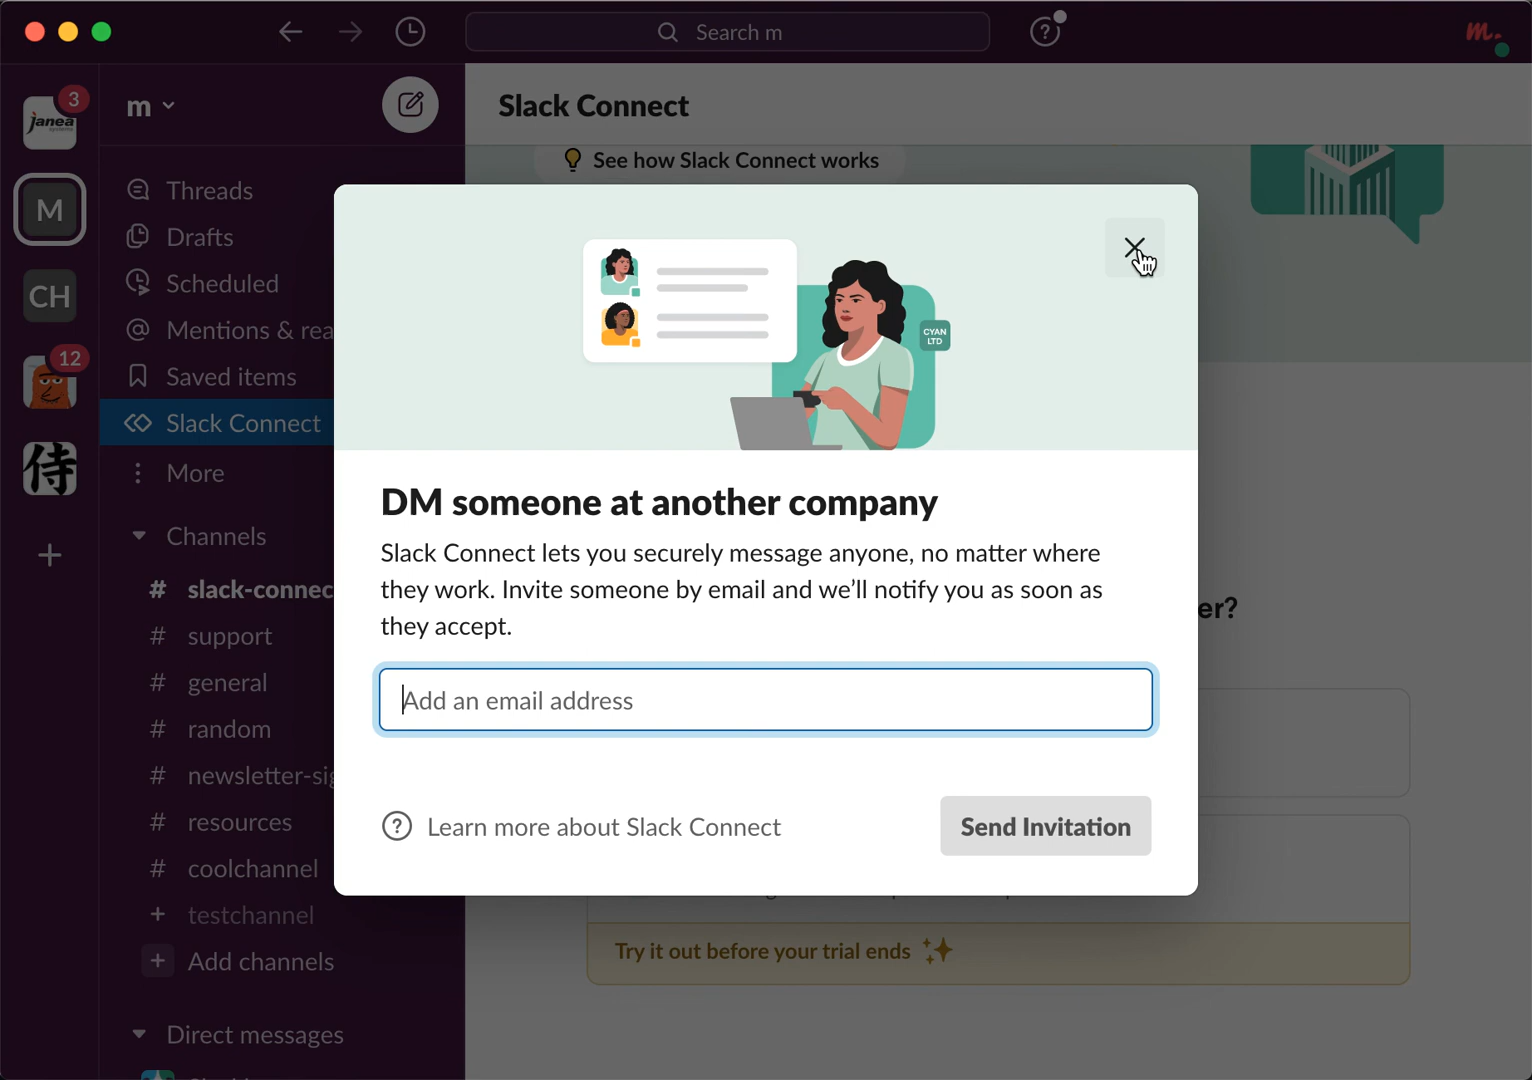 Search m
m.
3
janea
systems
m
Slack Connect
See how Slack Connect works
M
Threads
Drafts
CH
Scheduled
Mentions & rea
12
Saved items
Slack Connect
侍
More
Channels
# slack-connec
# support
# general
# random
# newsletter-sig
# resources
# coolchannel
+ testchannel
+ Add channels
Direct messages
CYAN
LTD
DM someone at another company
Slack Connect lets you securely message anyone, no matter where
they work. Invite someone by email and we’ll notify you as soon as
they accept.
Add an email address
Learn more about Slack Connect
Send Invitation
er?
Try it out before your trial ends